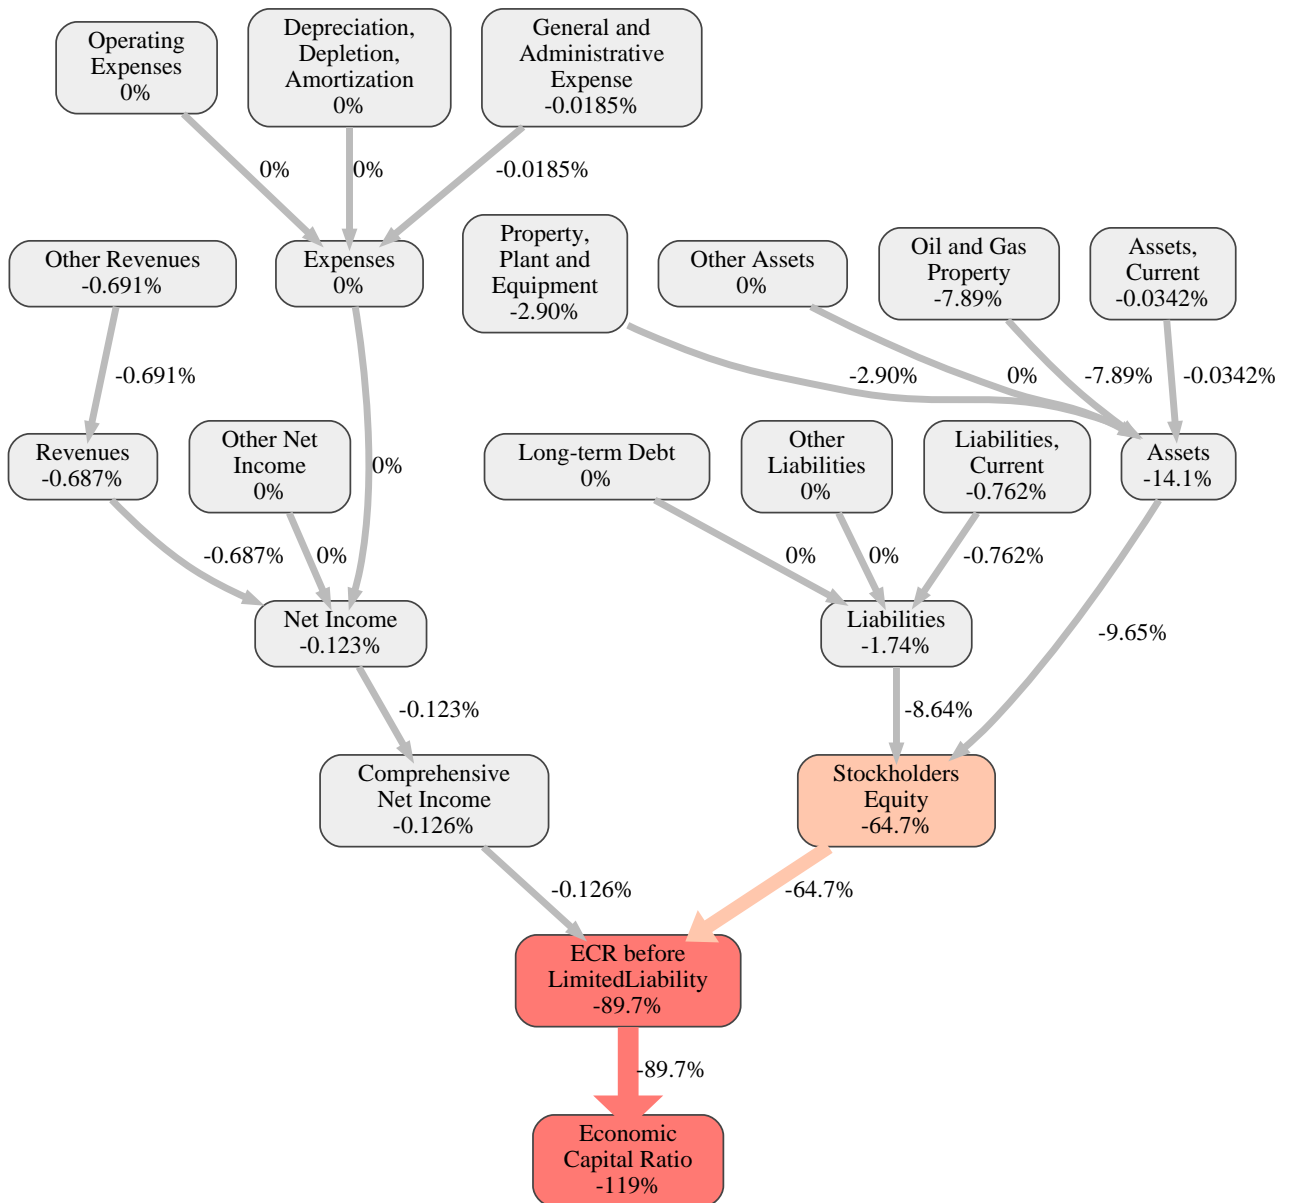 Operating
Expenses
0%
Depreciation,
Depletion,
Amortization
0%
General and
Administrative
Expense
-0.0185%
0%
0%
-0.0185%
Other Revenues
-0.691%
Expenses
0%
Property,
Plant and
Equipment
-2.90%
Other Assets
0%
Oil and Gas
Property
-7.89%
Assets,
Current
-0.0342%
-0.691%
-2.90%
0%
-7.89%
-0.0342%
Revenues
-0.687%
Other Net
Income
0%
0%
Long-term Debt
0%
Other
Liabilities
0%
Liabilities,
Current
-0.762%
Assets
-14.1%
-0.687%
0%
0%
0%
-0.762%
Net Income
-0.123%
Liabilities
-1.74%
-9.65%
-0.123%
-8.64%
Comprehensive
Net Income
-0.126%
Stockholders
Equity
-64.7%
-0.126%
-64.7%
ECR before
LimitedLiability
-89.7%
-89.7%
Economic
Capital Ratio
-119%